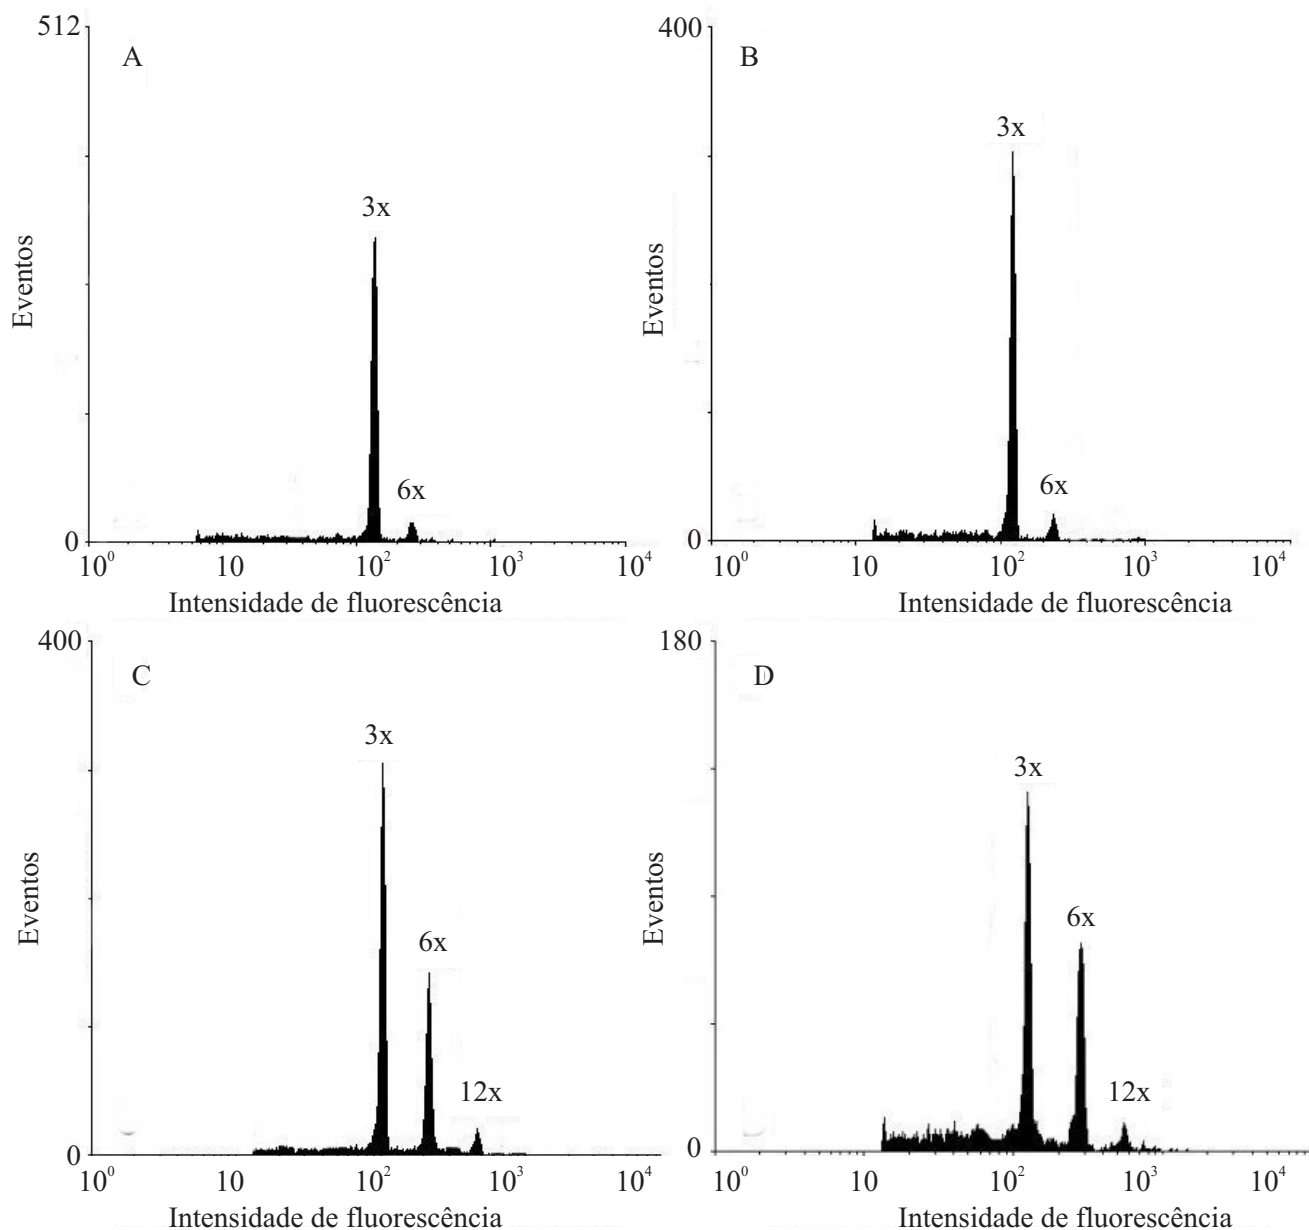 512
A
3x
6x
Eventos
0
10⁰ 10 10² 10³ 10⁴
Intensidade de fluorescência
400
B
3x
6x
Eventos
0
10⁰ 10 10² 10³ 10⁴
Intensidade de fluorescência
400
C
3x
6x
12x
Eventos
0
10⁰ 10 10² 10³ 10⁴
Intensidade de fluorescência
180
D
3x
6x
12x
Eventos
0
10⁰ 10 10² 10³ 10⁴
Intensidade de fluorescência